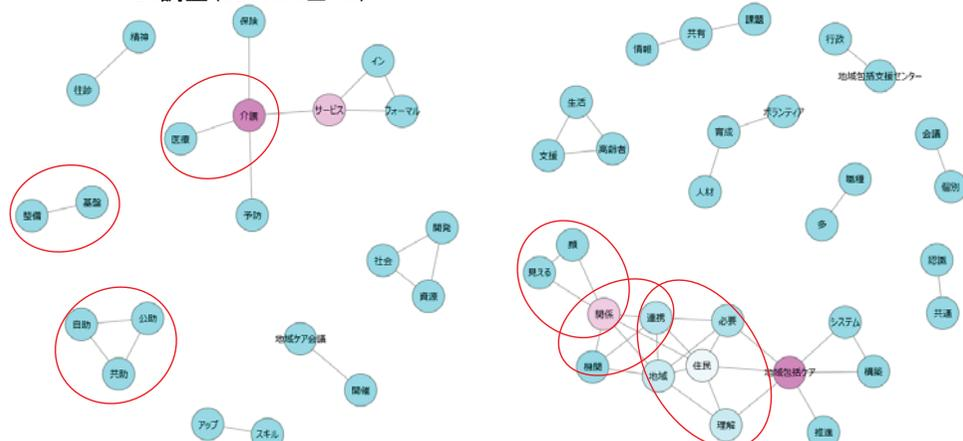 精神
往診
保険
介護
医療
サービス
イン
フォーマル
予防
整備
基盤
開発
社会
資源
自助
公助
共助
地域ケア会議
開催
アップ
スキル
情報
共有
課題
行政
地域包括支援センター
生活
支援
高齢者
ボランティア
育成
人材
会議
個別
職種
多
認識
共通
顔
見える
関係
連携
必要
機関
地域
住民
理解
地域包括ケア
システム
構築
推進